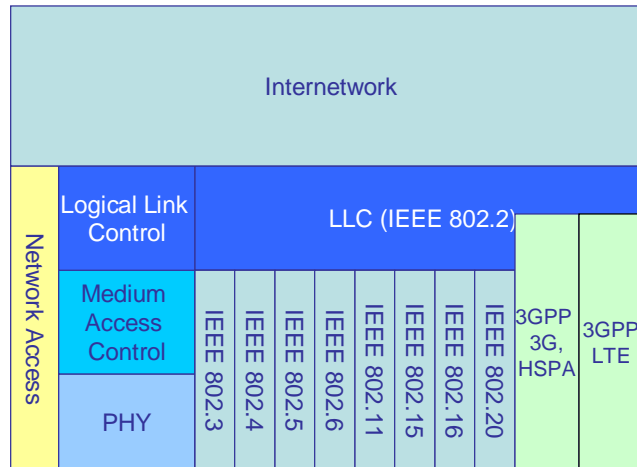 Internetwork
Network Access
Logical Link
Control
LLC (IEEE 802.2)
Medium
Access
Control
PHY
IEEE 802.3
IEEE 802.4
IEEE 802.5
IEEE 802.6
IEEE 802.11
IEEE 802.15
IEEE 802.16
IEEE 802.20
3GPP
3G,
HSPA
3GPP
LTE